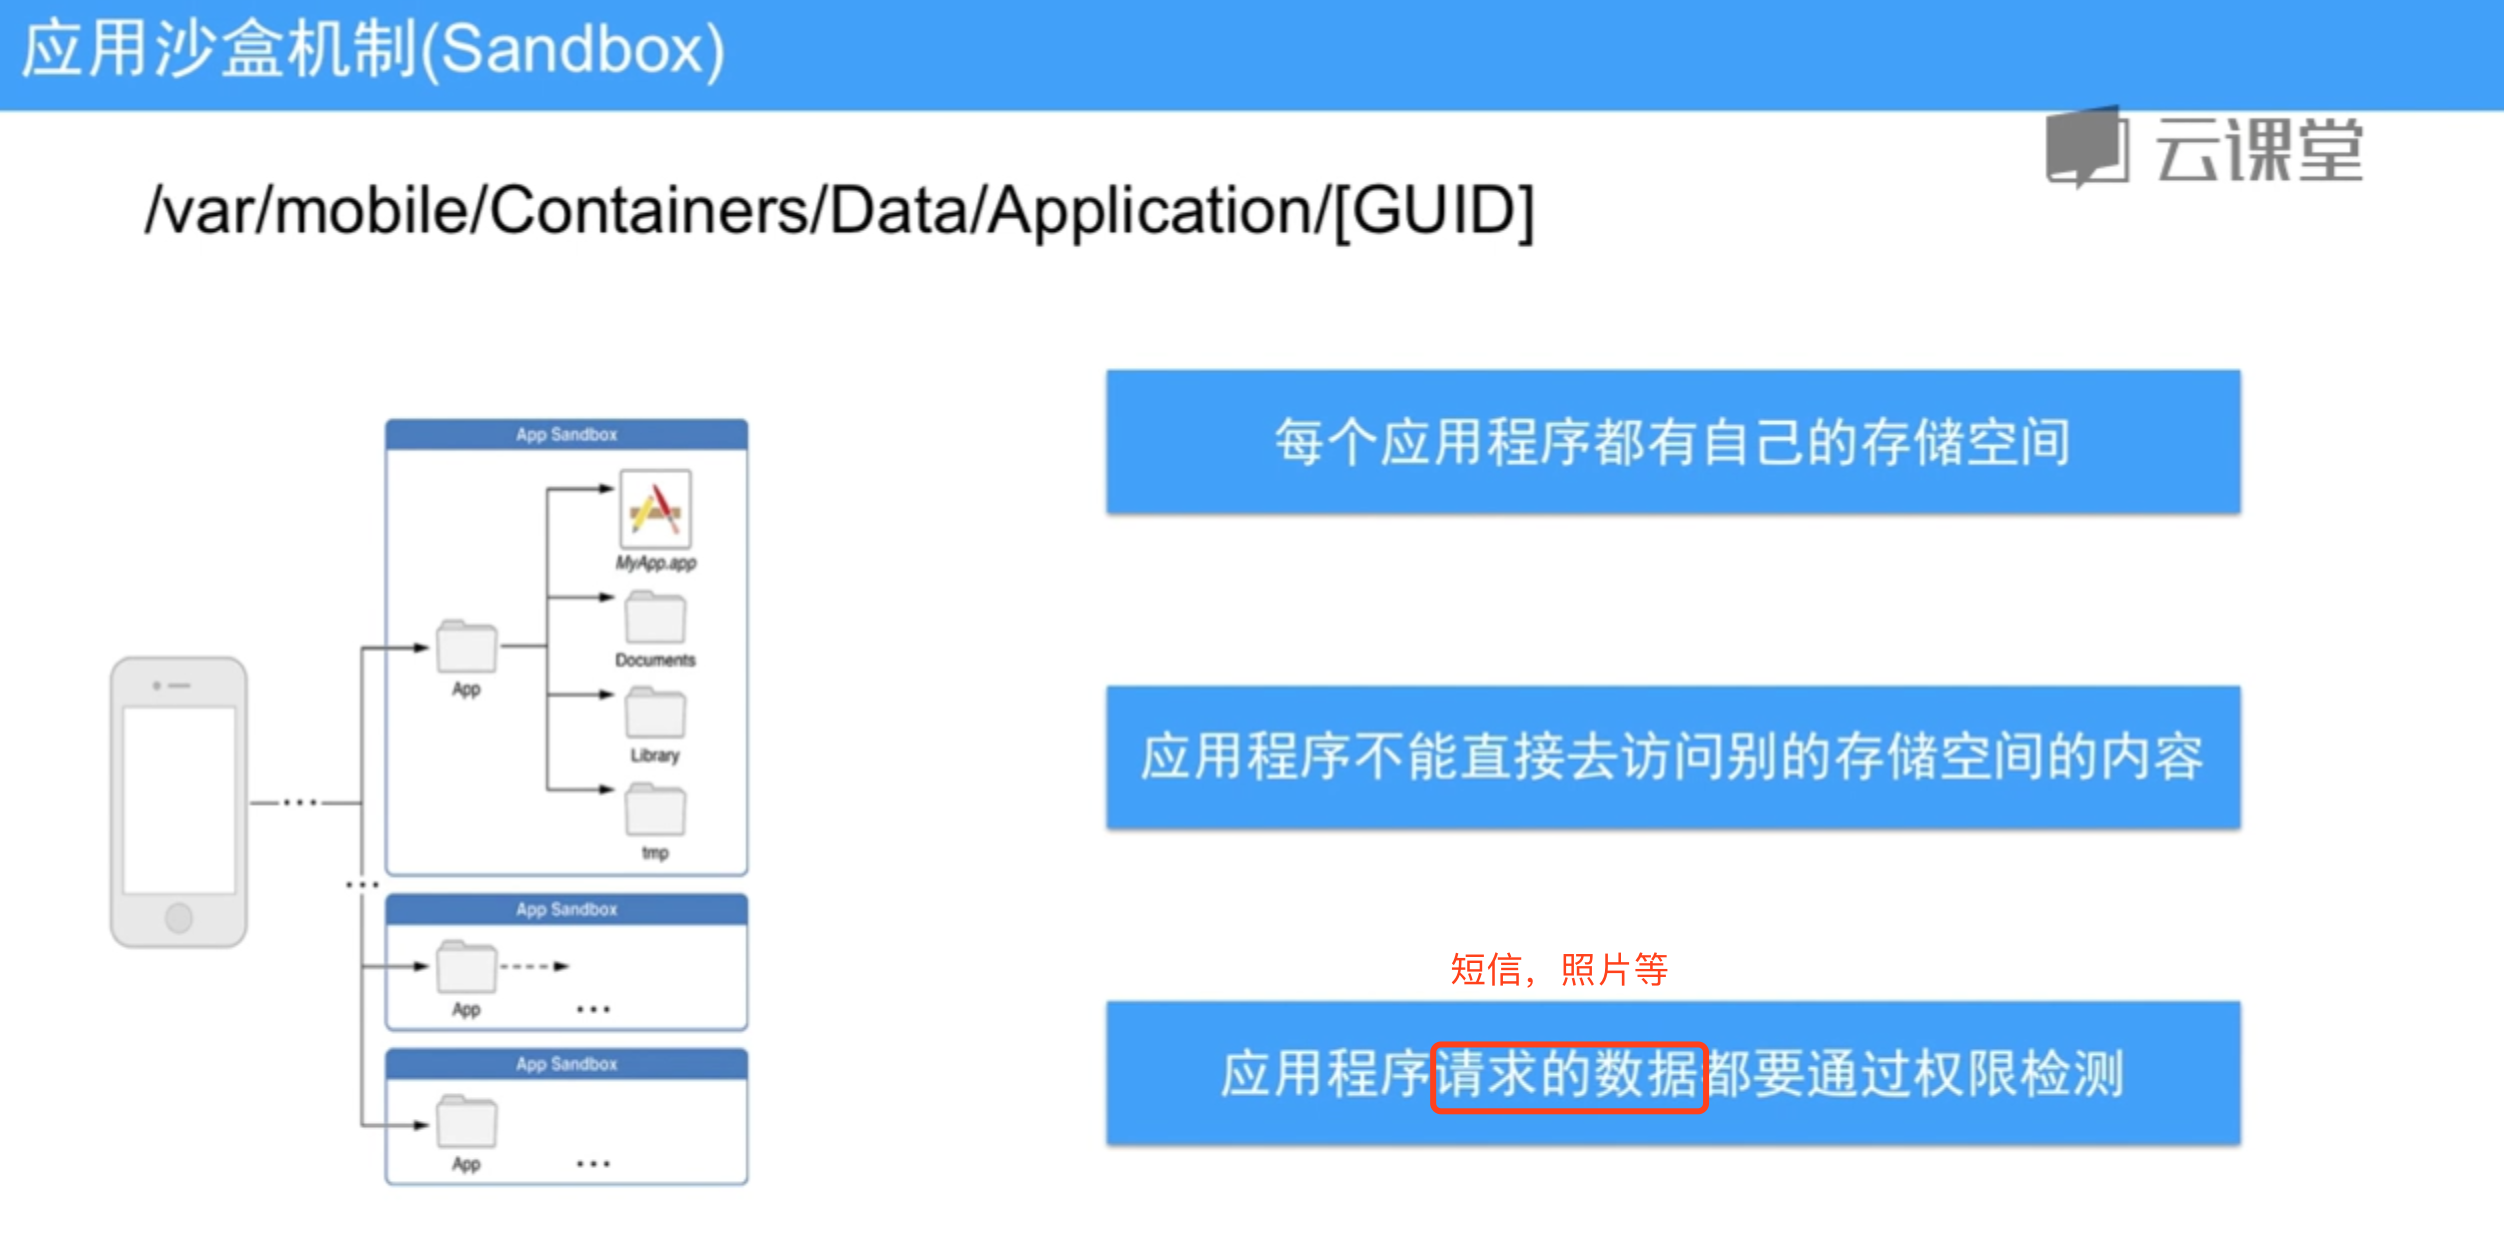 应用沙盒机制(Sandbox)
云课堂
/var/mobile/Containers/Data/Application/[GUID]
App Sandbox
MyApp.app
Documents
App
Library
tmp
App Sandbox
App
App Sandbox
App
每个应用程序都有自己的存储空间
应用程序不能直接去访问别的存储空间的内容
短信，照片等
应用程序请求的数据都要通过权限检测